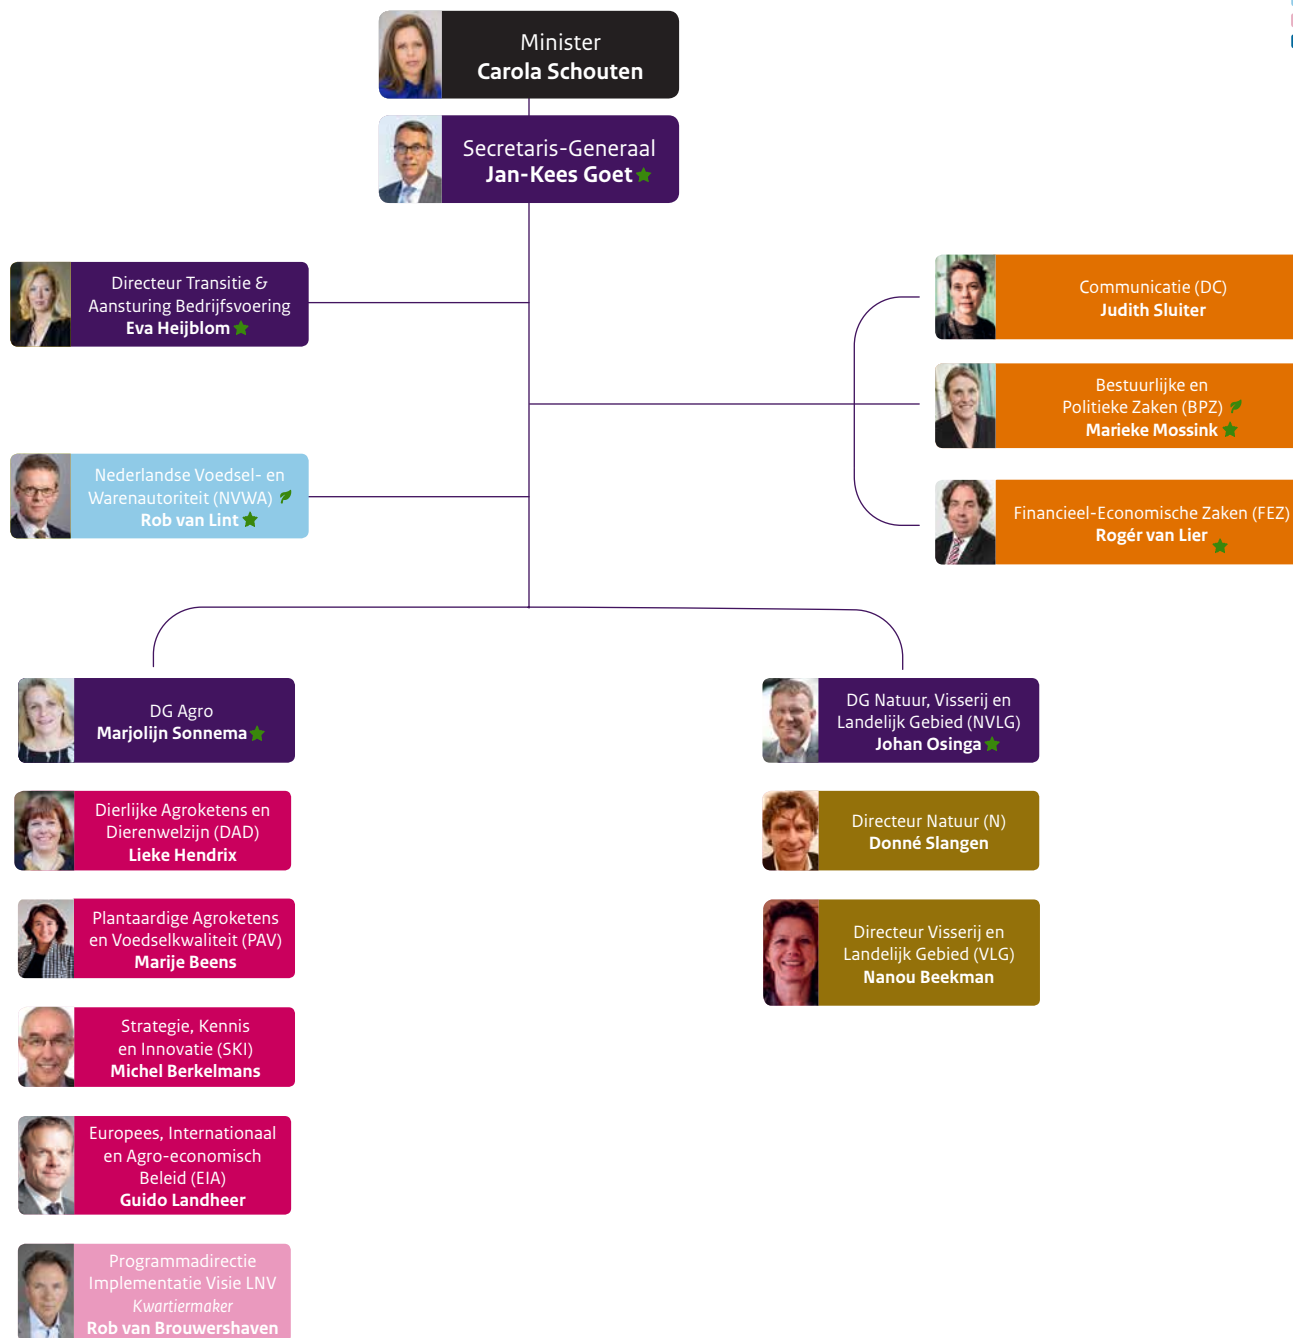 Minister
Carola Schouten
Secretaris-Generaal
Jan-Kees Goet
Directeur Transitie &
Aansturing Bedrijfsvoering
Eva Heijblom
Communicatie (DC)
Judith Sluiter
Bestuurlijke en
Politieke Zaken (BPZ)
Marieke Mossink
Nederlandse Voedsel- en
Warenautoriteit (NVWA)
Rob van Lint
Financieel-Economische Zaken (FEZ)
Rogér van Lier
DG Agro
Marjolijn Sonnema
DG Natuur, Visserij en
Landelijk Gebied (NVLG)
Johan Osinga
Dierlijke Agroketens en
Dierenwelzijn (DAD)
Lieke Hendrix
Directeur Natuur (N)
Donné Slangen
Plantaardige Agroketens
en Voedselkwaliteit (PAV)
Marije Beens
Directeur Visserij en
Landelijk Gebied (VLG)
Nanou Beekman
Strategie, Kennis
en Innovatie (SKI)
Michel Berkelmans
Europees, Internationaal
en Agro-economisch
Beleid (EIA)
Guido Landheer
Programmadirectie
Implementatie Visie LNV
Kwartiermaker
Rob van Brouwershaven